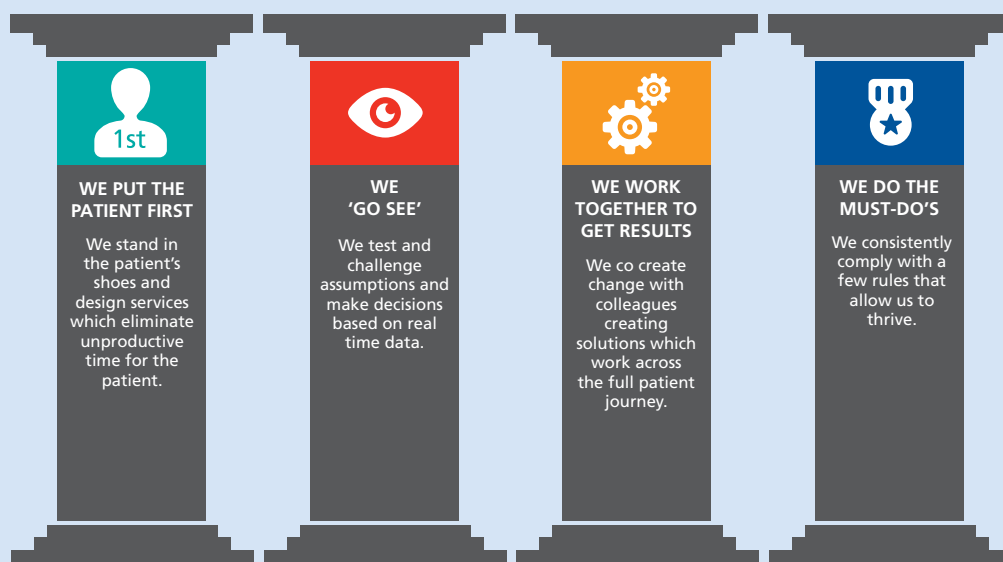 1st
WE PUT THE
PATIENT FIRST
We stand in
the patient’s
shoes and
design services
which eliminate
unproductive
time for the
patient.
WE
‘GO SEE’
We test and
challenge
assumptions and
make decisions
based on real
time data.
WE WORK
TOGETHER TO
GET RESULTS
We co create
change with
colleagues
creating
solutions which
work across
the full patient
journey.
WE DO THE
MUST-DO’S
We consistently
comply with a
few rules that
allow us to
thrive.